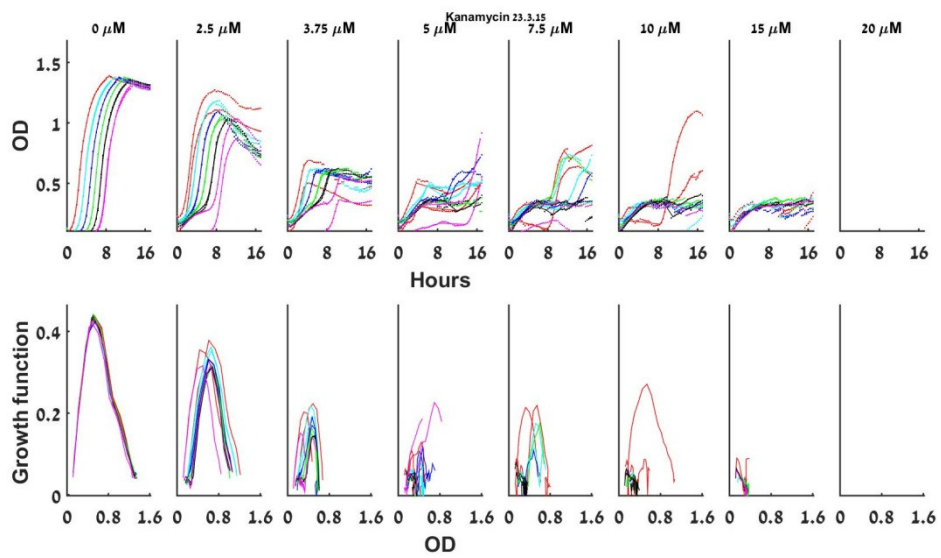 Kanamycin 23.3.15
0 μM 2.5 μM 3.75 μM 5 μM 7.5 μM 10 μM 15 μM 20 μM
1.5
1
0.5
OD
0 8 16 0 8 16 0 8 16 0 8 16 0 8 16 0 8 16 0 8 16 0 8 16
Hours
0.4
0.2
0
Growth function
0 0.8 1.6 0 0.8 1.6 0 0.8 1.6 0 0.8 1.6 0 0.8 1.6 0 0.8 1.6 0 0.8 1.6 0 0.8 1.6
OD